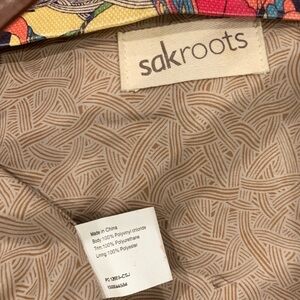 sakroots
Made in China
Body:100% Polyvinyl chloride
Trim:100% Polyurethane
Lining:100% Polyester